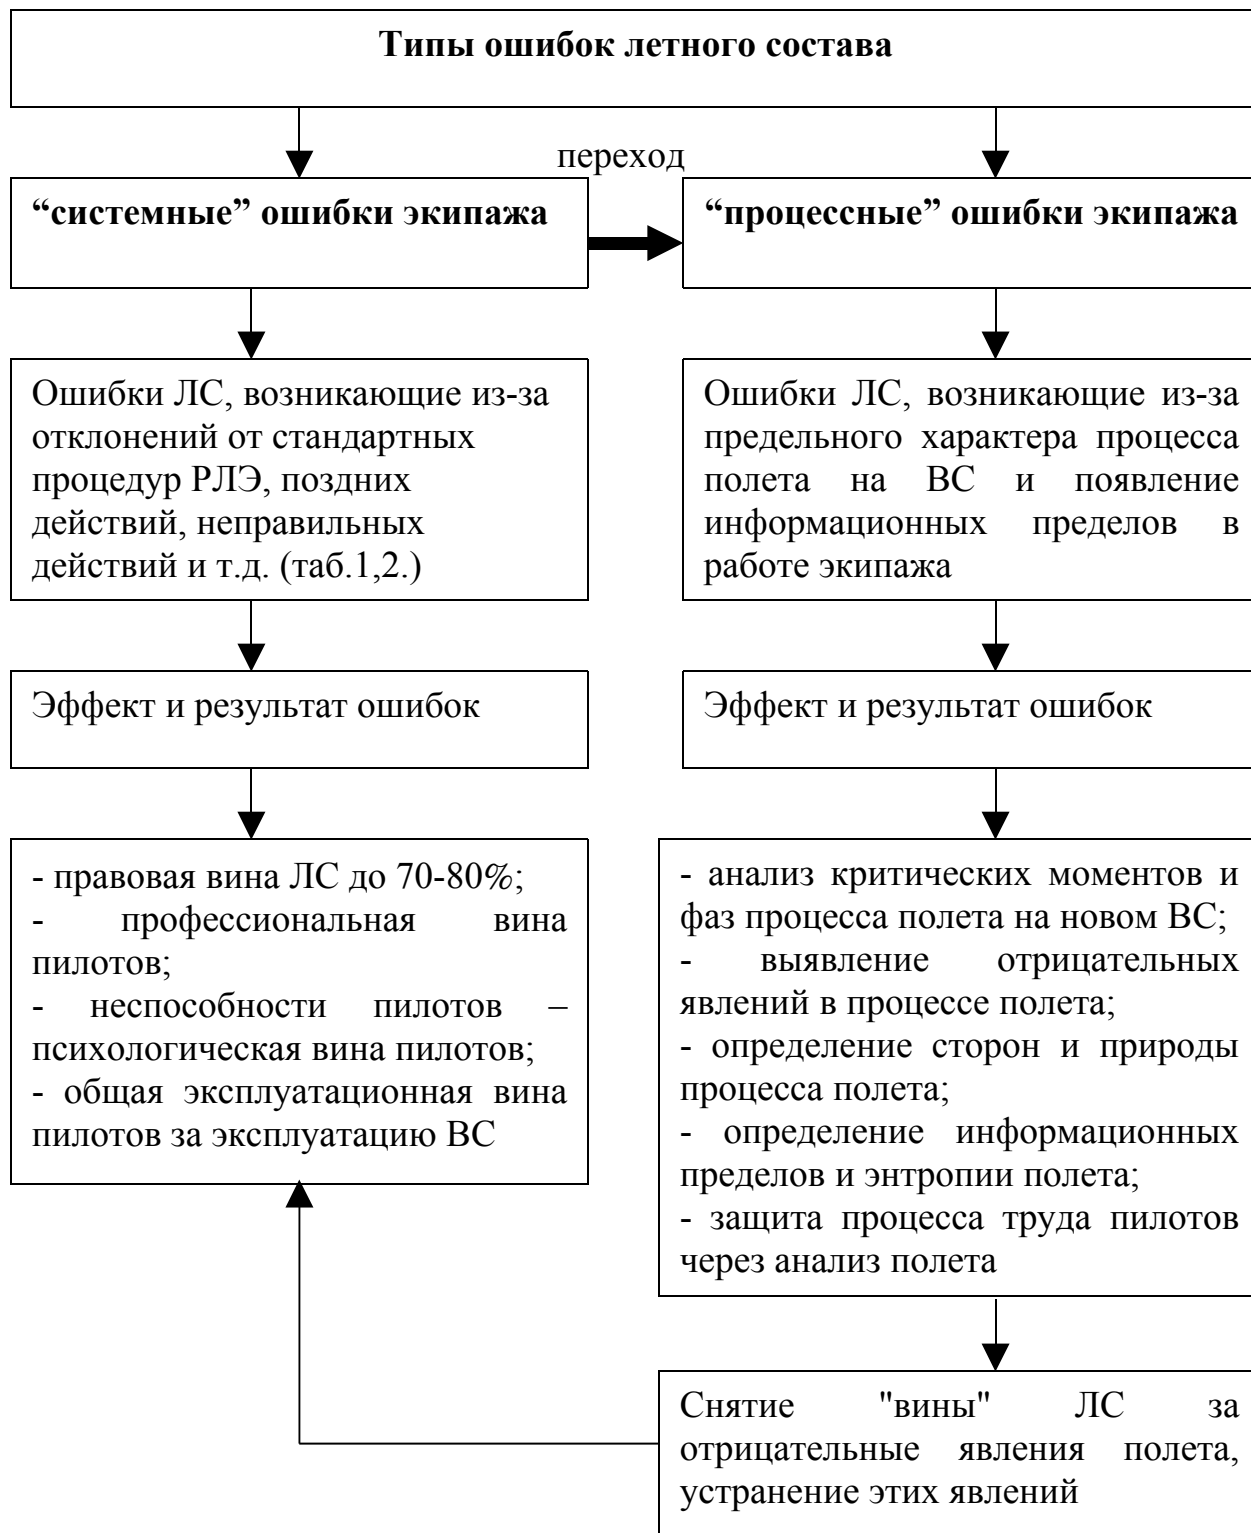 Типы ошибок летного состава
переход
“системные” ошибки экипажа
“процессные” ошибки экипажа
Ошибки ЛС, возникающие из-за
отклонений от стандартных
процедур РЛЭ, поздних
действий, неправильных
действий и т.д. (таб.1,2.)
Ошибки ЛС, возникающие из-за
предельного характера процесса
полета на ВС и появление
информационных пределов в
работе экипажа
Эффект и результат ошибок
Эффект и результат ошибок
- правовая вина ЛС до 70-80%;
- профессиональная вина
пилотов;
- неспособности пилотов –
психологическая вина пилотов;
- общая эксплуатационная вина
пилотов за эксплуатацию ВС
- анализ критических моментов и
фаз процесса полета на новом ВС;
- выявление отрицательных
явлений в процессе полета;
- определение сторон и природы
процесса полета;
- определение информационных
пределов и энтропии полета;
- защита процесса труда пилотов
через анализ полета
Снятие "вины" ЛС за
отрицательные явления полета,
устранение этих явлений